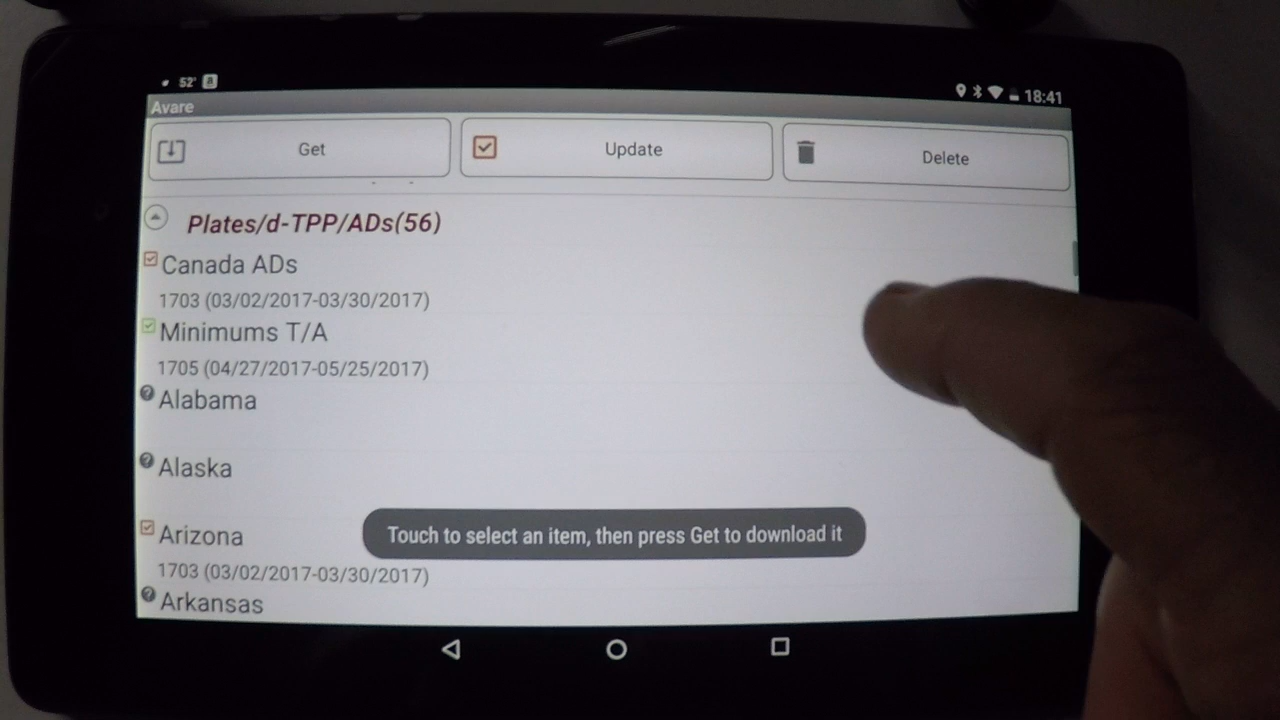 52°
18:41
Avare
Get
Update
Delete
Plates/d-TPP/ADs(56)
Canada ADs
1703 (03/02/2017-03/30/2017)
Minimums T/A
1705 (04/27/2017-05/25/2017)
Alabama
Alaska
Arizona
Touch to select an item, then press Get to download it
1703 (03/02/2017-03/30/2017)
Arkansas